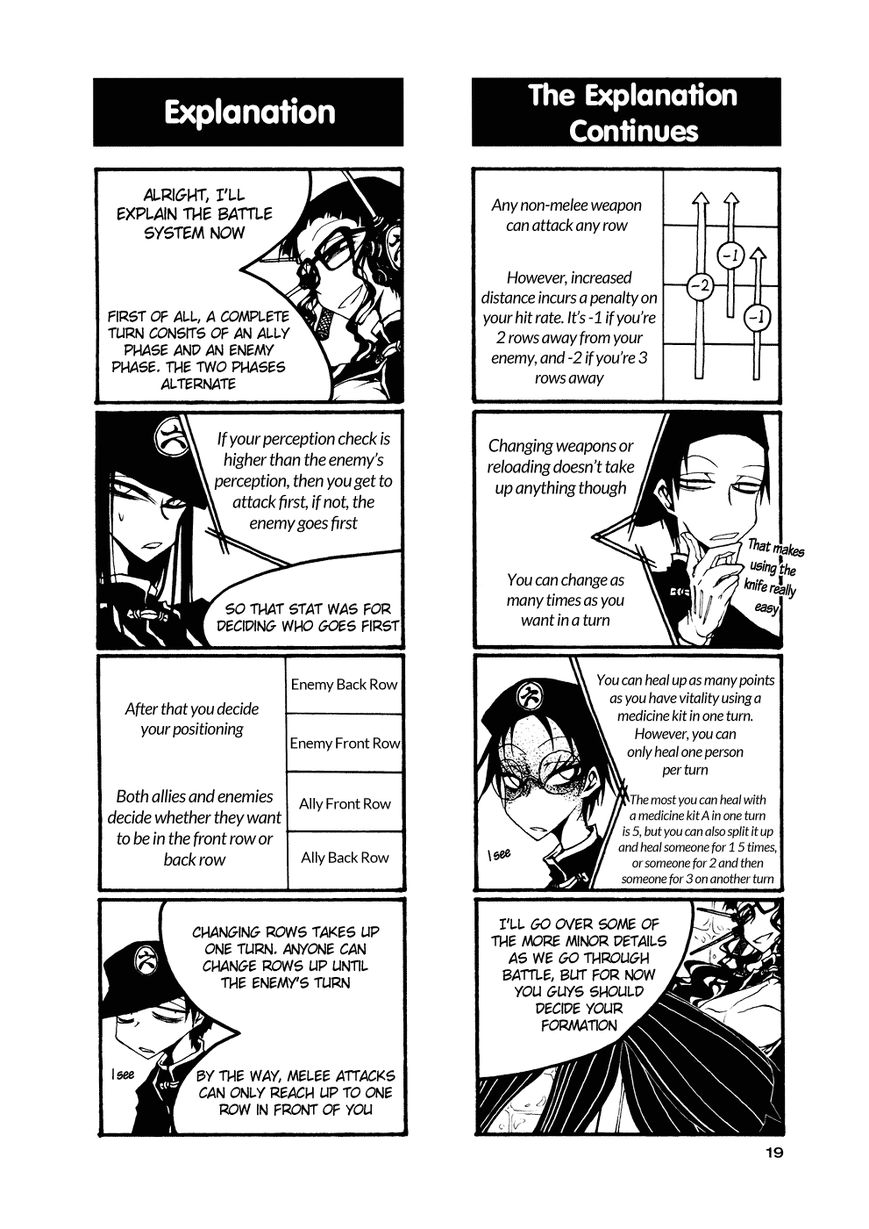 Explanation
ALRIGHT, I'LL
EXPLAIN THE BATTLE
SYSTEM NOW
FIRST OF ALL, A COMPLETE
TURN CONSITS OF AN ALLY
PHASE AND AN ENEMY
PHASE. THE TWO PHASES
ALTERNATE
六
If your perception check is
higher than the enemy's
perception, then you get to
attack first, if not, the
enemy goes first
SO THAT STAT WAS FOR
DECIDING WHO GOES FIRST
After that you decide
your positioning
Both allies and enemies
decide whether they want
to be in the front row or
back row
Enemy Back Row
Enemy Front Row
Ally Front Row
Ally Back Row
六
CHANGING ROWS TAKES UP
ONE TURN. ANYONE CAN
CHANGE ROWS UP UNTIL
THE ENEMY'S TURN
I see
BY THE WAY, MELEE ATTACKS
CAN ONLY REACH UP TO ONE
ROW IN FRONT OF YOU
The Explanation
Continues
Any non-melee weapon
can attack any row
However, increased
distance incurs a penalty on
your hit rate. It's -1 if you're
2 rows away from your
enemy, and -2 if you're 3
rows away
-2
-1
-1
Changing weapons or
reloading doesn't take
up anything though
You can change as
many times as you
want in a turn
That makes
using the
knife really
easy
六
You can heal up as many points
as you have vitality using a
medicine kit in one turn.
However, you can
only heal one person
per turn
The most you can heal with
a medicine kit A in one turn
is 5, but you can also split it up
and heal someone for 1 5 times,
or someone for 2 and then
someone for 3 on another turn
I see
I'LL GO OVER SOME OF
THE MORE MINOR DETAILS
AS WE GO THROUGH
BATTLE, BUT FOR NOW
YOU GUYS SHOULD
DECIDE YOUR
FORMATION
19